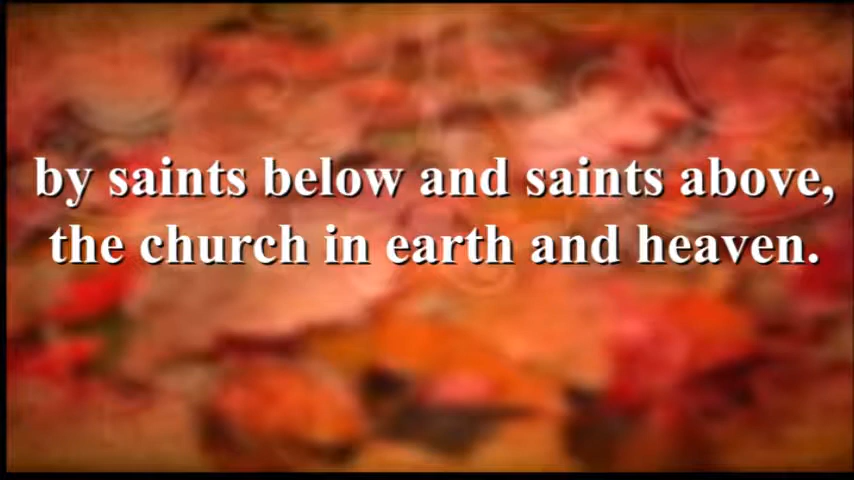 by saints below and saints above,
the church in earth and heaven.